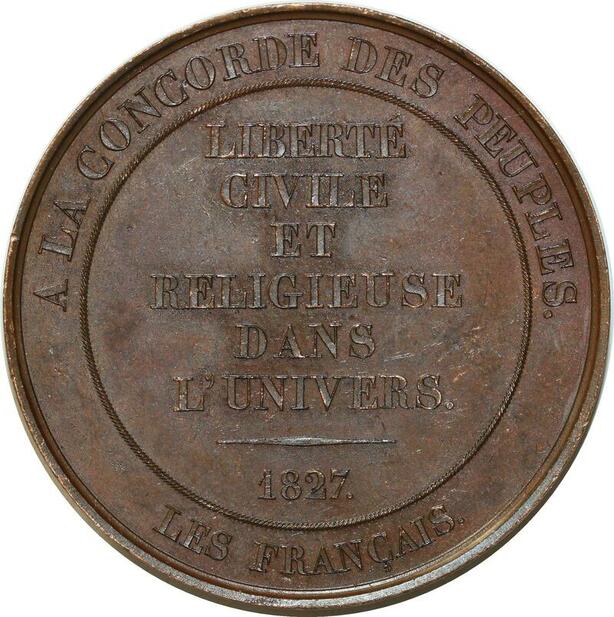 A LA CONCORDE DES PEUPLES.
LIBERTÉ
CIVILE
ET
RELIGIEUSE
DANS
L'UNIVERS.
1827.
LES FRANÇAIS.